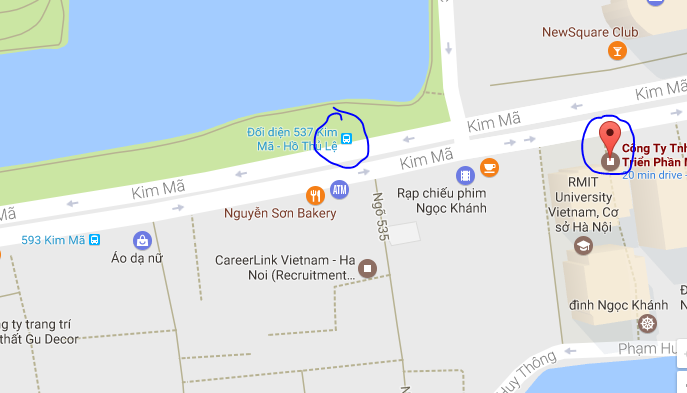 NewSquare Club
Kim Mã
Đối diện 537 Kim
Mã - Hồ Thủ Lệ
Kim Mã
Kim Mã
Công Ty Tnh
Triển Phần M
20 min drive -
ATM
Rạp chiếu phim
Ngọc Khánh
RMIT
University
Vietnam, Cơ
sở Hà Nội
Kim Mã
Mã
Nguyễn Sơn Bakery
Ngõ 535
593 Kim Mã
Áo dạ nữ
CareerLink Vietnam - Ha
Noi (Recruitment...
đình Ngọc Khánh
ng ty trang trí
thất Gu Decor
Phạm Hu
Huy Thông